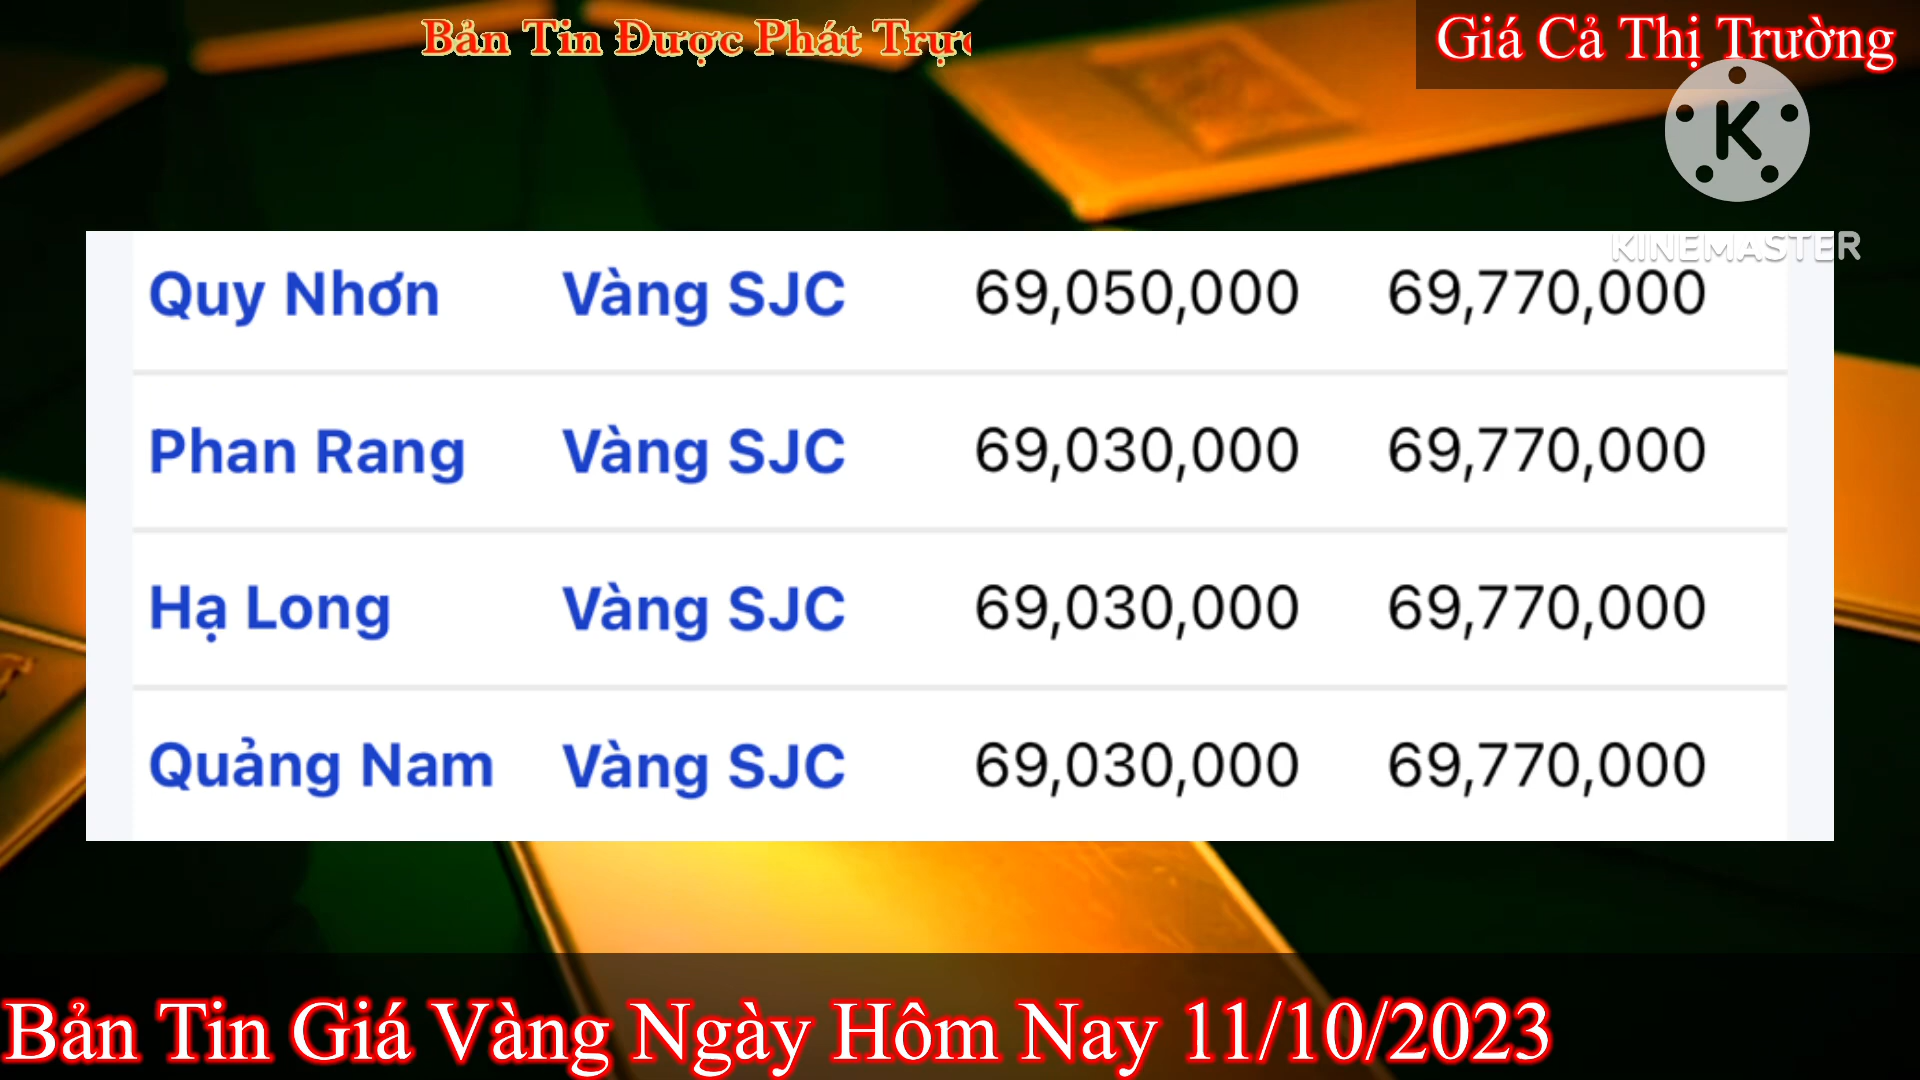 Bản Tin Được Phát
Giá Cả Thị Trường
K
KINEMASTER
Quy Nhơn Vàng SJC 69,050,000 69,770,000
Phan Rang Vàng SJC 69,030,000 69,770,000
Hạ Long Vàng SJC 69,030,000 69,770,000
Quảng Nam Vàng SJC 69,030,000 69,770,000
Bản Tin Giá Vàng Ngày Hôm Nay 11/10/2023